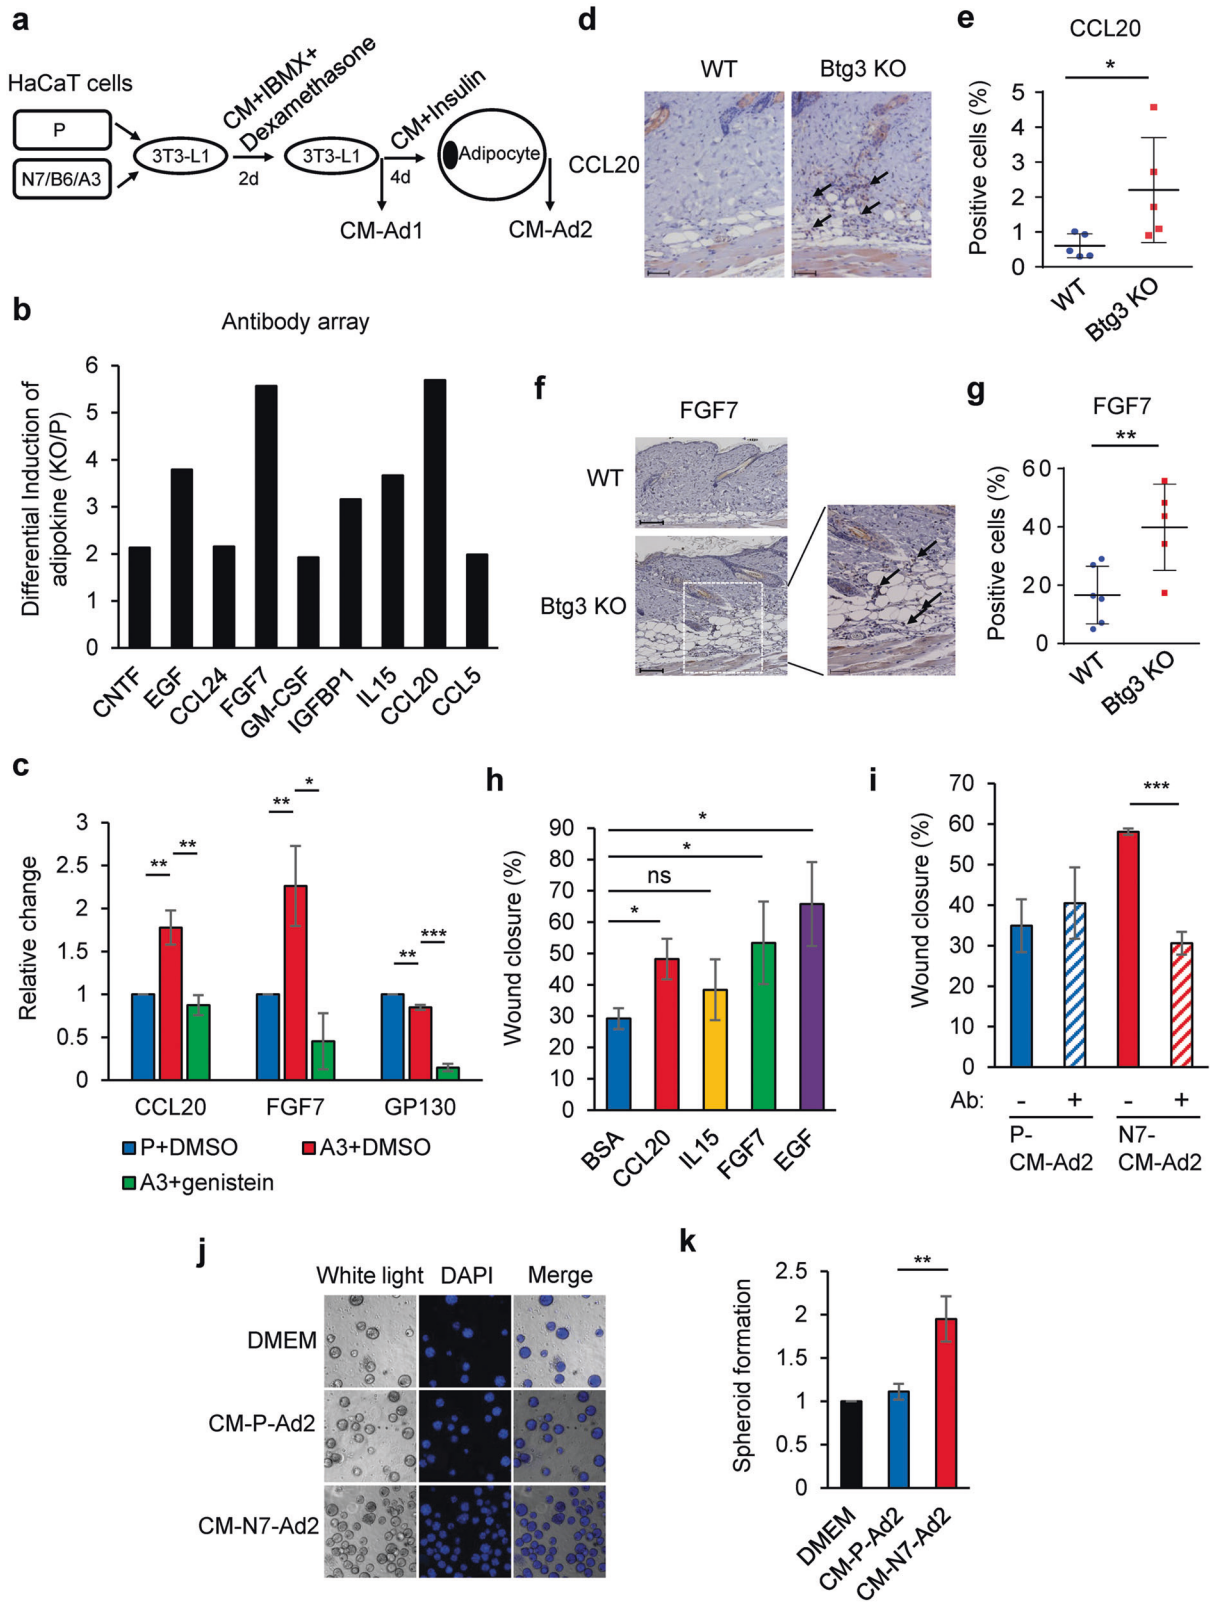 a
HaCaT cells
P
N7/B6/A3
3T3-L1
CM+IBMX+
Dexamethasone
2d
3T3-L1
CM+Insulin
4d
Adipocyte
CM-Ad1
CM-Ad2
b
Antibody array
Differential Induction of
adipokine (KO/P)
6
5
4
3
2
1
0
CNTF
EGF
CCL24
FGF7
GM-CSF
IGFBP1
IL15
CCL20
CCL5
c
Relative change
3
2.5
2
1.5
1
0.5
0
**
**
**
*
**
***
CCL20
FGF7
GP130
P+DMSO
A3+DMSO
A3+genistein
d
WT
Btg3 KO
CCL20
e
CCL20
*
Positive cells (%)
5
4
3
2
1
0
WT
Btg3 KO
f
FGF7
WT
Btg3 KO
g
FGF7
**
Positive cells (%)
60
40
20
0
WT
Btg3 KO
h
Wound closure (%)
90
80
70
60
50
40
30
20
10
0
*
*
ns
*
BSA
CCL20
IL15
FGF7
EGF
i
Wound closure (%)
70
60
50
40
30
20
10
0
***
Ab: - + - +
P-
CM-Ad2
N7-
CM-Ad2
j
White light DAPI Merge
DMEM
CM-P-Ad2
CM-N7-Ad2
k
Spheroid formation
2.5
2
1.5
1
0.5
0
**
DMEM
CM-P-Ad2
CM-N7-Ad2